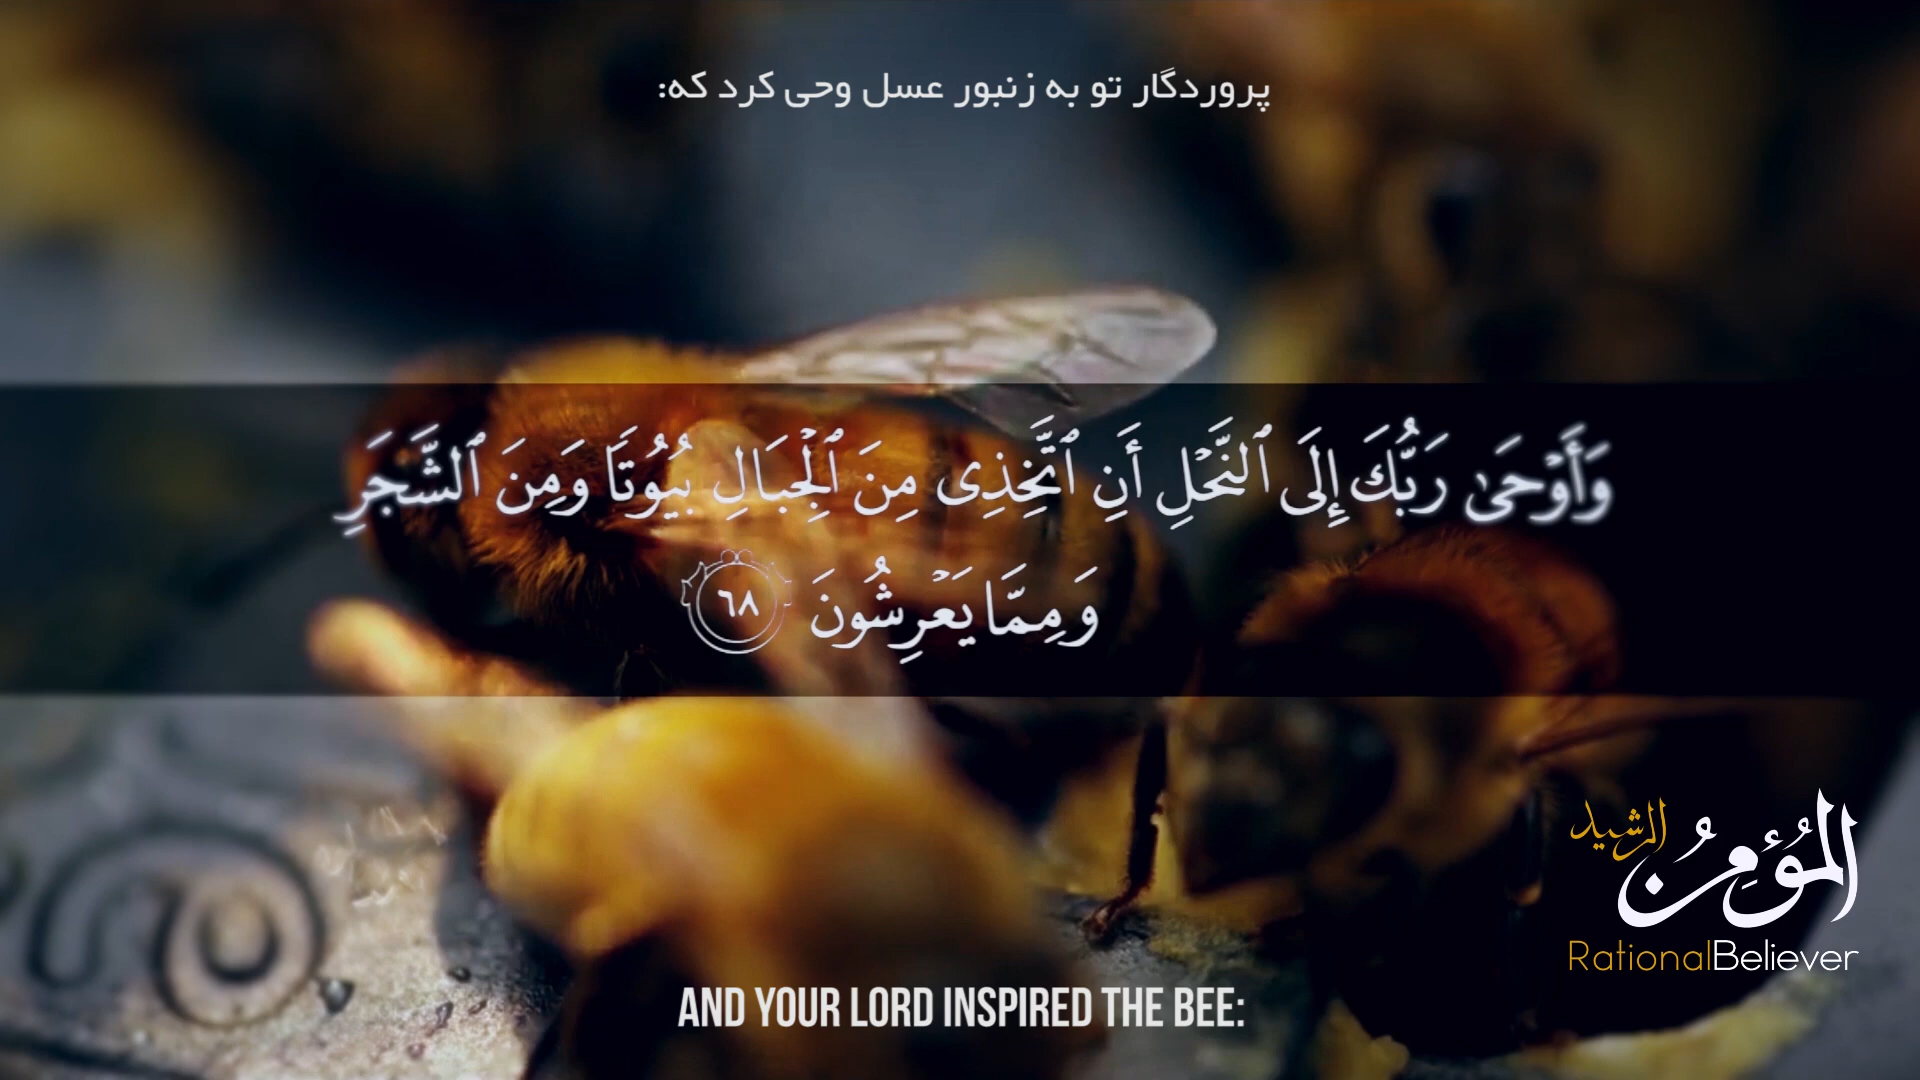 پروردگار تو به زنبور عسل وحی کرد که:
وَأَوْحَىٰ رَبُّكَ إِلَى ٱلنَّحْلِ أَنِ ٱتَّخِذِى مِنَ ٱلْجِبَالِ بُيُوتًا وَمِنَ ٱلشَّجَرِ
وَمِمَّا يَعْرِشُونَ ٦٨
المُؤْمِنُ الرشيد
RationalBeliever
AND YOUR LORD INSPIRED THE BEE: